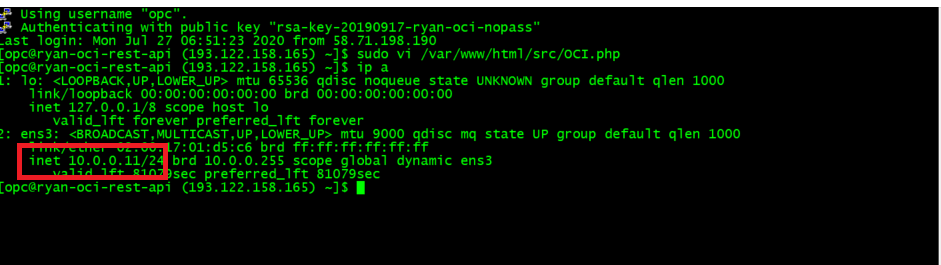 Using username "opc".
Authenticating with public key "rsa-key-20190917-ryan-oci-nopass"
Last login: Mon Jul 27 06:51:23 2020 from 58.71.198.190
[opc@ryan-oci-rest-api (193.122.158.165) ~]$ sudo vi /var/www/html/src/OCI.php
[opc@ryan-oci-rest-api (193.122.158.165) ~]$ ip a
1: lo: <LOOPBACK,UP,LOWER_UP> mtu 65536 qdisc noqueue state UNKNOWN group default qlen 1000
link/loopback 00:00:00:00:00:00 brd 00:00:00:00:00:00
inet 127.0.0.1/8 scope host lo
valid_lft forever preferred_lft forever
2: ens3: <BROADCAST,MULTICAST,UP,LOWER_UP> mtu 9000 qdisc mq state UP group default qlen 1000
link/ether 02:00:17:01:d5:c6 brd ff:ff:ff:ff:ff:ff
inet 10.0.0.11/24 brd 10.0.0.255 scope global dynamic ens3
valid_lft 81079sec preferred_lft 81079sec
[opc@ryan-oci-rest-api (193.122.158.165) ~]$